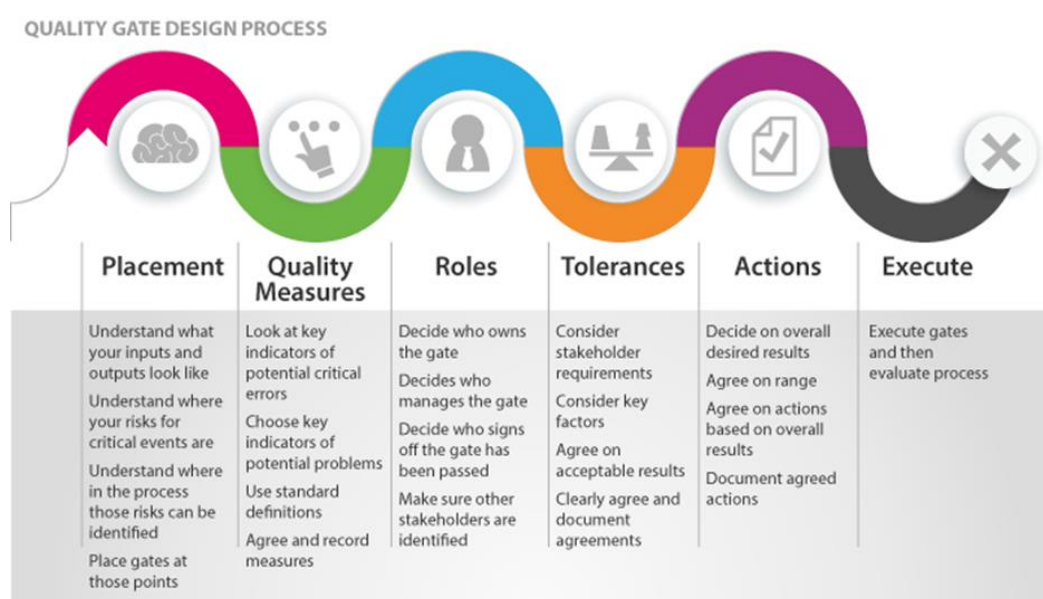 QUALITY GATE DESIGN PROCESS
Placement
Understand what
your inputs and
outputs look like
Understand where
your risks for
critical events are
Understand where
in the process
those risks can be
identified
Place gates at
those points
Quality
Measures
Look at key
indicators of
potential critical
errors
Choose key
indicators of
potential problems
Use standard
definitions
Agree and record
measures
Roles
Decide who owns
the gate
Decides who
manages the gate
Decide who signs
off the gate has
been passed
Make sure other
stakeholders are
identified
Tolerances
Consider
stakeholder
requirements
Consider key
factors
Agree on
acceptable results
Clearly agree and
document
agreements
Actions
Decide on overall
desired results
Agree on range
Agree on actions
based on overall
results
Document agreed
actions
Execute
Execute gates
and then
evaluate process